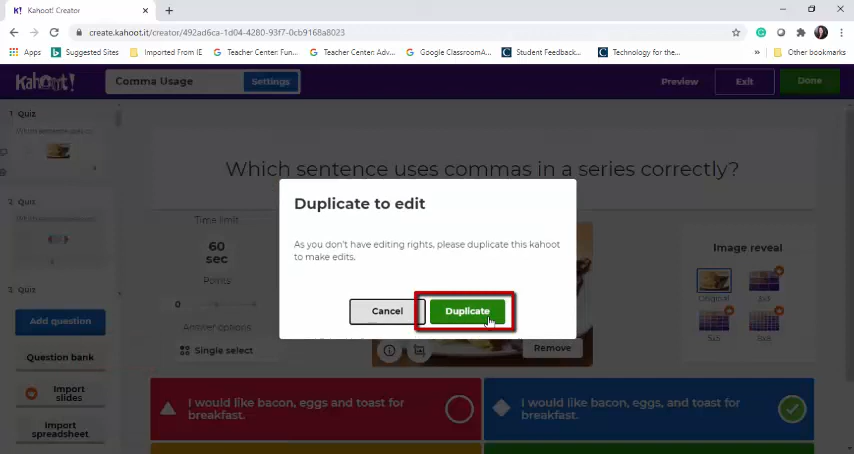 Kahoot! Creator
create.kahoot.it/creator/492ad6ca-1d04-4280-93f7-0cb9168a8023
Apps
Suggested Sites
Imported From IE
Teacher Center: Fun...
Teacher Center: Adv...
Google ClassroomA...
Student Feedback...
Technology for the...
Other bookmarks
Kahoot!
Comma Usage
Settings
Preview
Exit
Done
1 Quiz
2 Quiz
Which sentence uses commas in a series correctly?
Time limit
60
sec
Points
0
Answer options
Single select
Add question
Question bank
Import
slides
Import
spreadsheet
Duplicate to edit
As you don't have editing rights, please duplicate this kahoot
to make edits.
Cancel
Duplicate
Remove
Image reveal
Original
3x3
5x5
8x8
I would like bacon, eggs and toast for
breakfast.
I would like bacon, eggs, and toast for
breakfast.